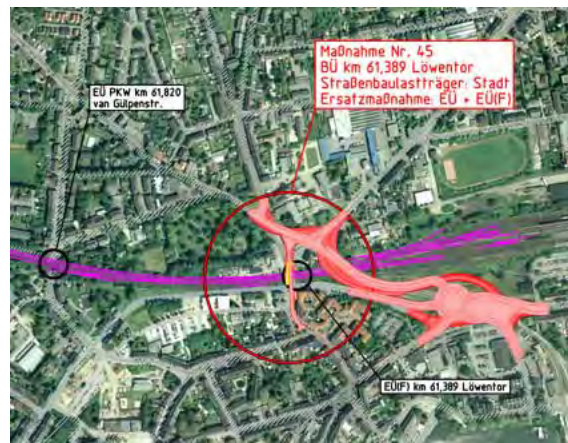 Maßnahme Nr. 45
BÜ km 61,389 Löwentor
Straßenbaulastträger: Stadt
Ersatzmaßnahme: EÜ + EÜ(F)
EÜ PKW km 61,820
van Gülpenstr.
EÜ(F) km 61,389 Löwentor